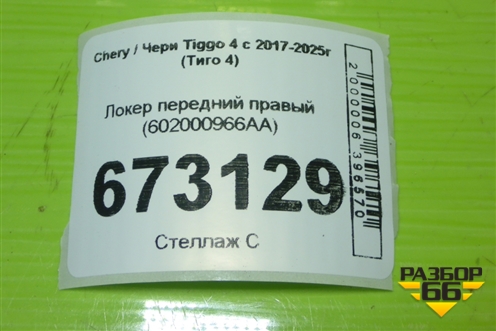 Chery / Чери Tiggo 4 с 2017-2025г
(Тиго 4)
Локер передний правый
(602000966AA)
673129
Стеллаж С
2000006396570
РАЗБОР
66